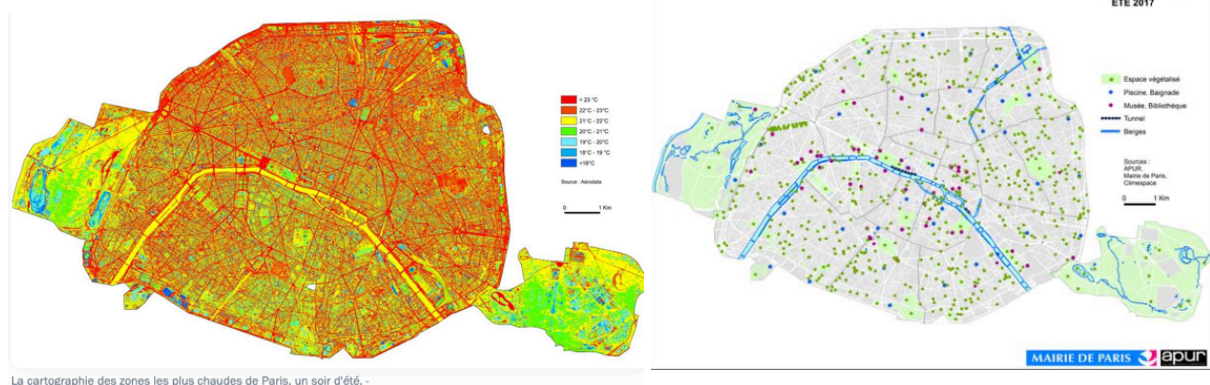 > 23 °C
22°C - 23°C
21°C - 22°C
20°C - 21°C
19°C - 20°C
18°C - 19 °C
<18°C
Source : Aérodata
0 1 Km
La cartographie des zones les plus chaudes de Paris, un soir d'été. -
ÉTÉ 2017
Espace végétalisé
Piscine, Baignade
Musée, Bibliothèque
Tunnel
Berges
Sources :
APUR,
Mairie de Paris,
Climespace
0 1 Km
MAIRIE DE PARIS apur